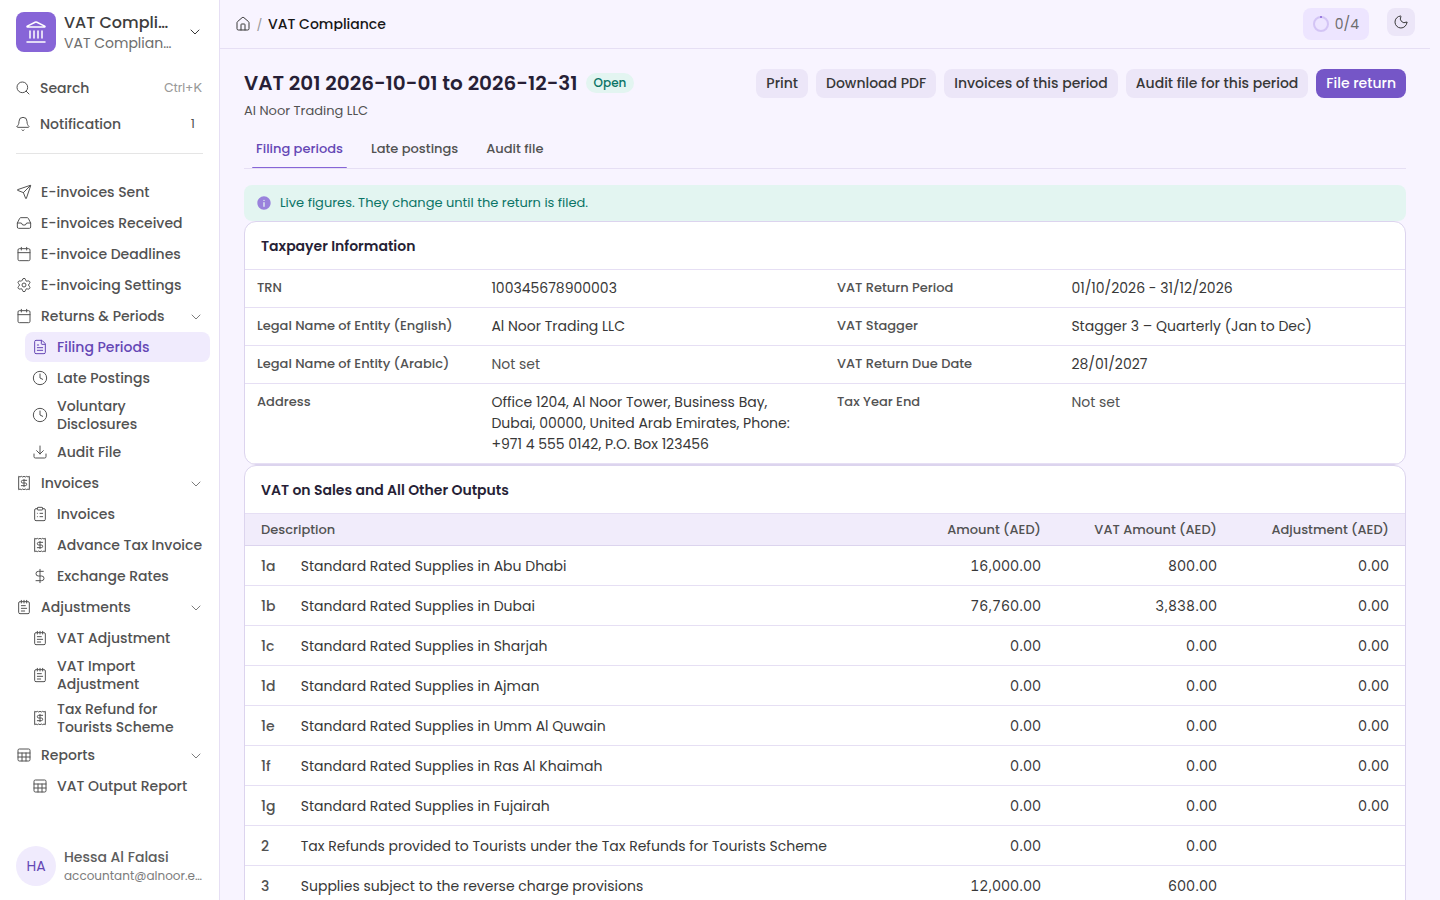 VAT Compli...
VAT Complian...
Search Ctrl+K
Notification 1
E-invoices Sent
E-invoices Received
E-invoice Deadlines
E-invoicing Settings
Returns & Periods
Filing Periods
Late Postings
Voluntary
Disclosures
Audit File
Invoices
Invoices
Advance Tax Invoice
Exchange Rates
Adjustments
VAT Adjustment
VAT Import
Adjustment
Tax Refund for
Tourists Scheme
Reports
VAT Output Report
HA
Hessa Al Falasi
accountant@alnoor.e...
/ VAT Compliance
0/4
VAT 201 2026-10-01 to 2026-12-31 Open
Print Download PDF Invoices of this period Audit file for this period File return
Al Noor Trading LLC
Filing periods Late postings Audit file
Live figures. They change until the return is filed.
Taxpayer Information
TRN 100345678900003 VAT Return Period 01/10/2026 - 31/12/2026
Legal Name of Entity (English) Al Noor Trading LLC VAT Stagger Stagger 3 – Quarterly (Jan to Dec)
Legal Name of Entity (Arabic) Not set VAT Return Due Date 28/01/2027
Address Office 1204, Al Noor Tower, Business Bay, Tax Year End Not set
Dubai, 00000, United Arab Emirates, Phone:
+971 4 555 0142, P.O. Box 123456
VAT on Sales and All Other Outputs
Description Amount (AED) VAT Amount (AED) Adjustment (AED)
1a Standard Rated Supplies in Abu Dhabi 16,000.00 800.00 0.00
1b Standard Rated Supplies in Dubai 76,760.00 3,838.00 0.00
1c Standard Rated Supplies in Sharjah 0.00 0.00 0.00
1d Standard Rated Supplies in Ajman 0.00 0.00 0.00
1e Standard Rated Supplies in Umm Al Quwain 0.00 0.00 0.00
1f Standard Rated Supplies in Ras Al Khaimah 0.00 0.00 0.00
1g Standard Rated Supplies in Fujairah 0.00 0.00 0.00
2 Tax Refunds provided to Tourists under the Tax Refunds for Tourists Scheme 0.00 0.00
3 Supplies subject to the reverse charge provisions 12,000.00 600.00